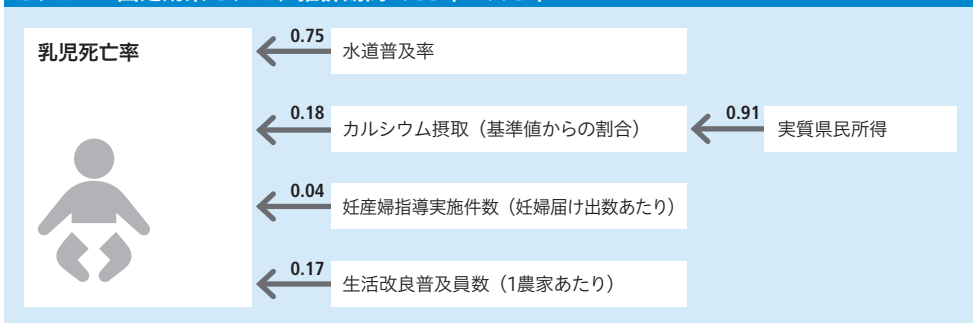 乳児死亡率
0.75
水道普及率
0.18
カルシウム摂取（基準値からの割合）
0.91
実質県民所得
0.04
妊産婦指導実施件数（妊婦届け出数あたり）
0.17
生活改良普及員数（1農家あたり）